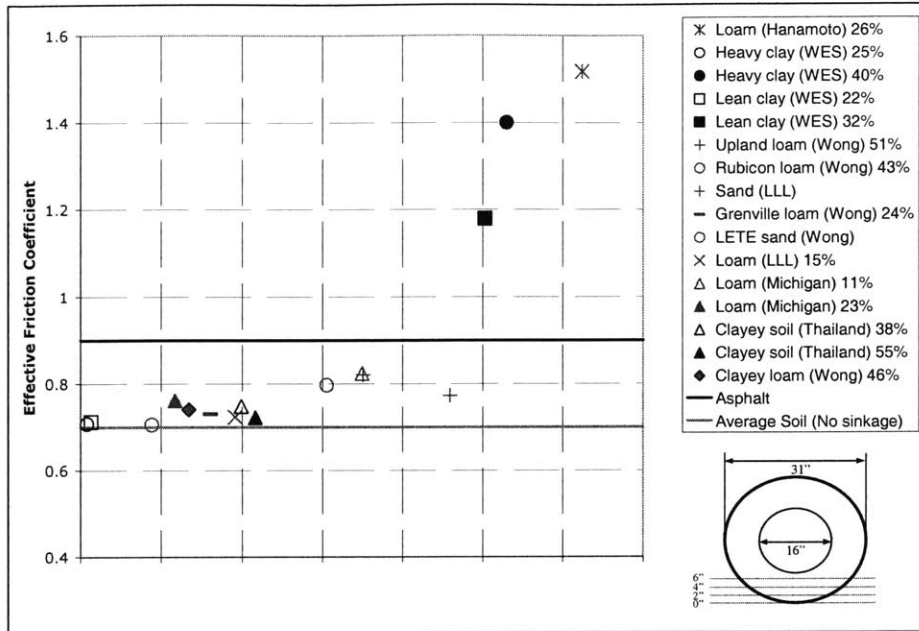 1.6
1.4
1.2
1
0.8
0.6
0.4
Effective Friction Coefficient
Loam (Hanamoto) 26%
Heavy clay (WES) 25%
Heavy clay (WES) 40%
Lean clay (WES) 22%
Lean clay (WES) 32%
Upland loam (Wong) 51%
Rubicon loam (Wong) 43%
Sand (LLL)
Grenville loam (Wong) 24%
LETE sand (Wong)
Loam (LLL) 15%
Loam (Michigan) 11%
Loam (Michigan) 23%
Clayey soil (Thailand) 38%
Clayey soil (Thailand) 55%
Clayey loam (Wong) 46%
Asphalt
Average Soil (No sinkage)
31"
16"
6"
4"
2"
0"